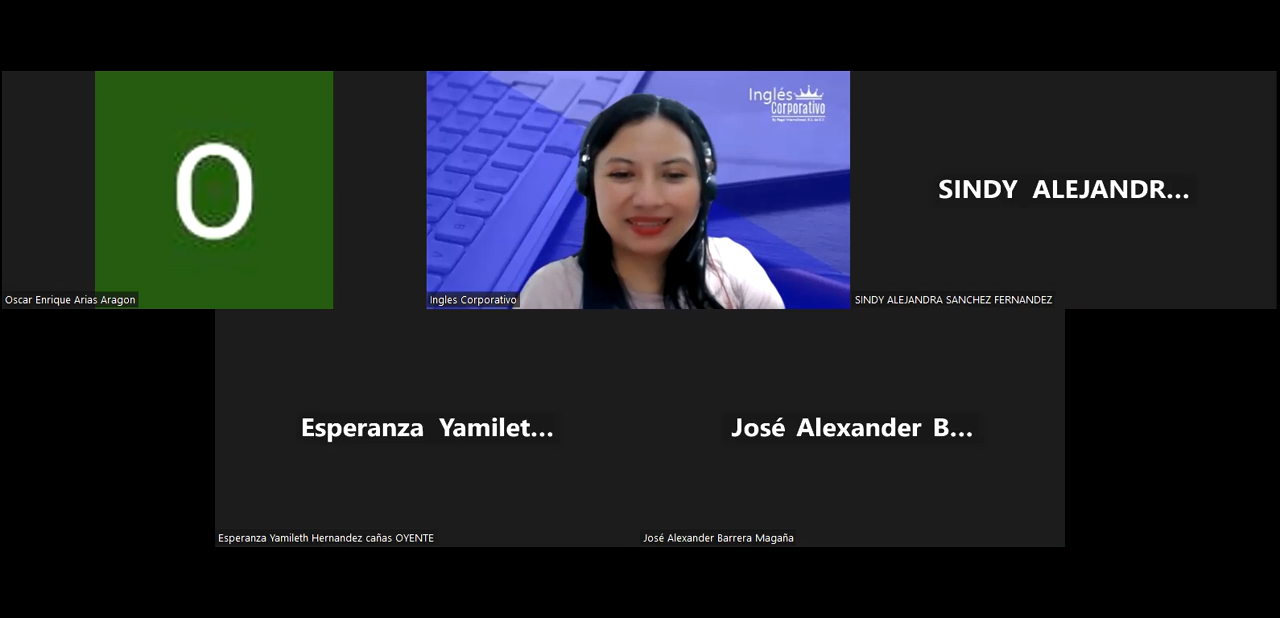 O
Oscar Enrique Arias Aragon
Inglés
Corporativo
Ingles Corporativo
SINDY ALEJANDR...
SINDY ALEJANDRA SANCHEZ FERNANDEZ
Esperanza Yamilet...
Esperanza Yamileth Hernandez cañas OYENTE
José Alexander B...
José Alexander Barrera Magaña